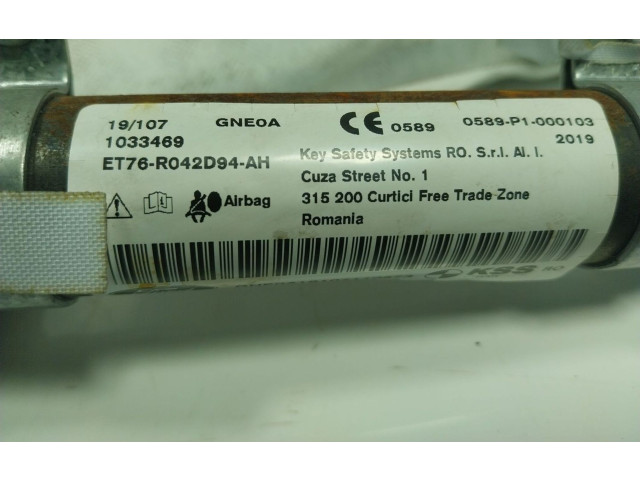 19/107 GNE0A CE 0589 0589-P1-000103
1033469 2019
ET76-R042D94-AH Key Safety Systems RO. S.r.l. Al. I.
Cuza Street No. 1
Airbag 315 200 Curtici Free Trade Zone
Romania
KSS